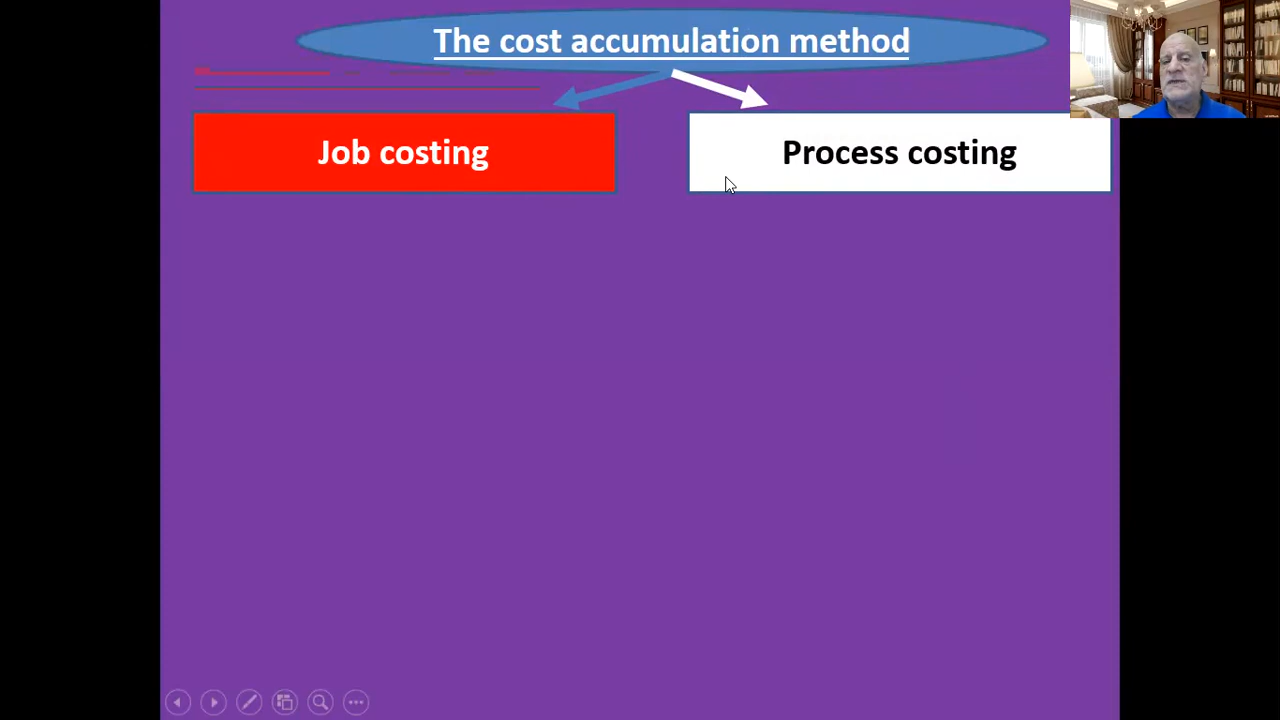 The cost accumulation method
Job costing
Process costing